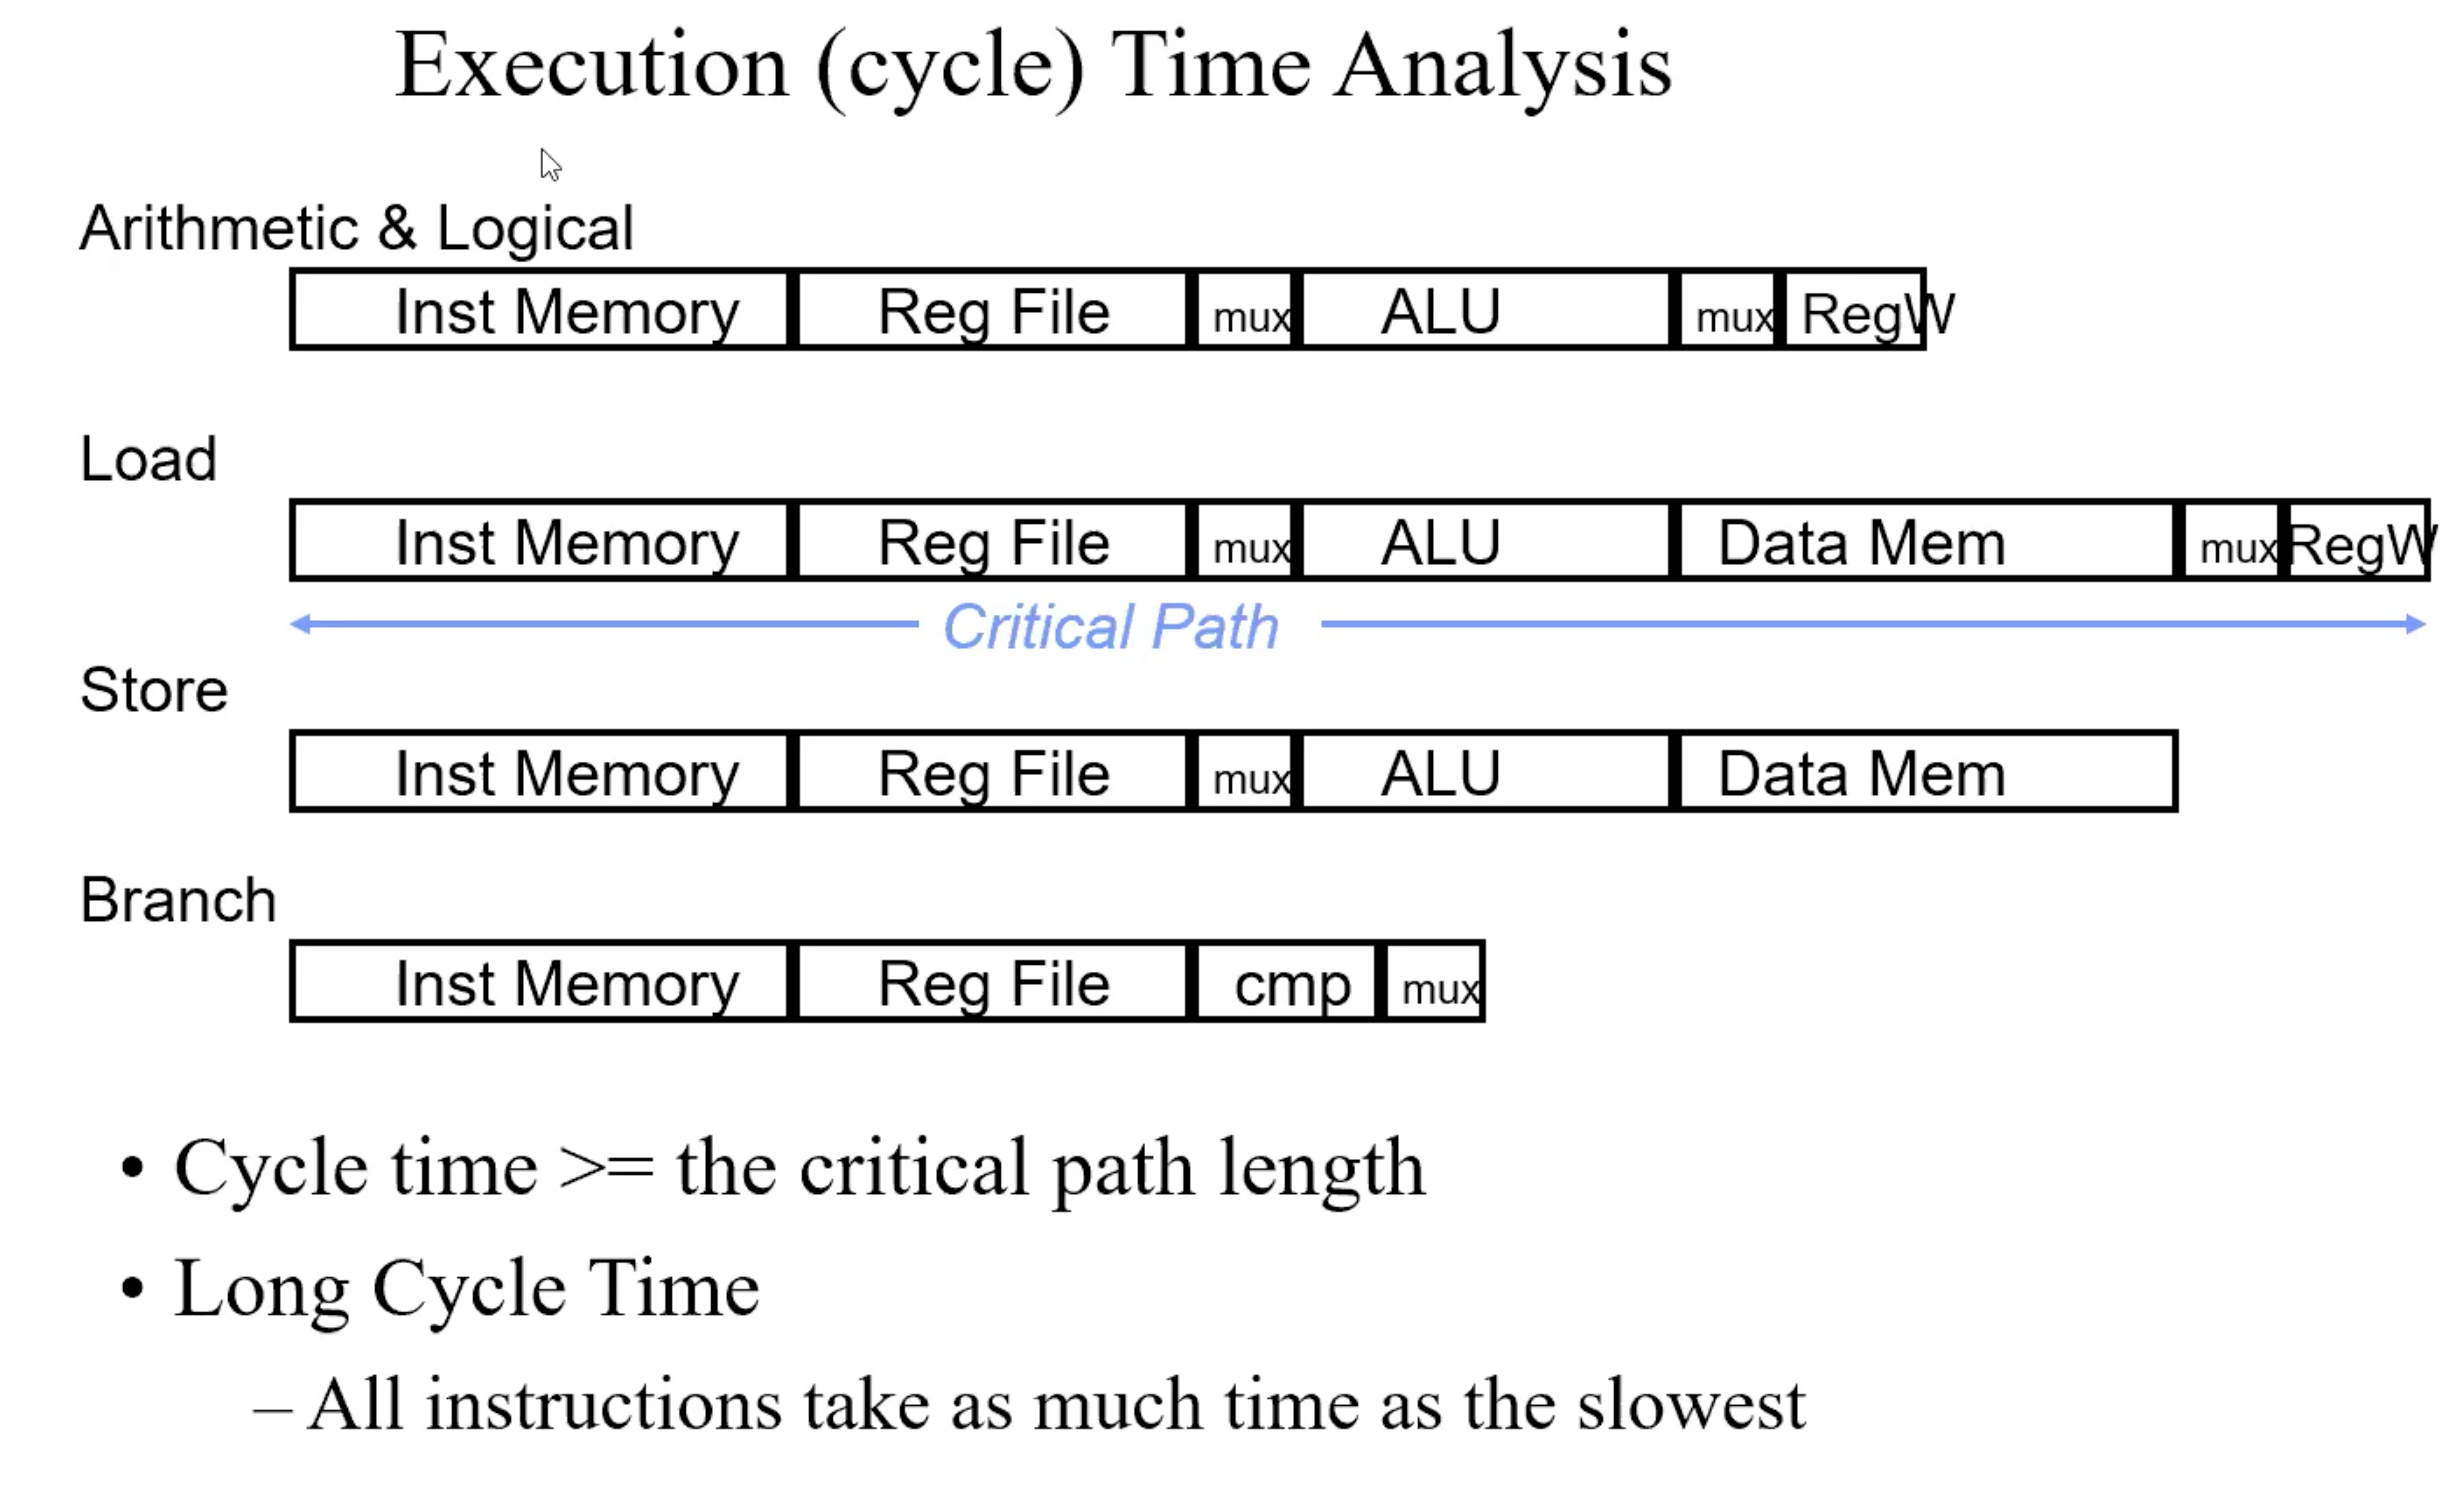 Execution (cycle) Time Analysis
Arithmetic & Logical
Inst Memory Reg File mux ALU mux RegW
Load
Inst Memory Reg File mux ALU Data Mem mux RegW
Critical Path
Store
Inst Memory Reg File mux ALU Data Mem
Branch
Inst Memory Reg File cmp mux
• Cycle time >= the critical path length
• Long Cycle Time
– All instructions take as much time as the slowest